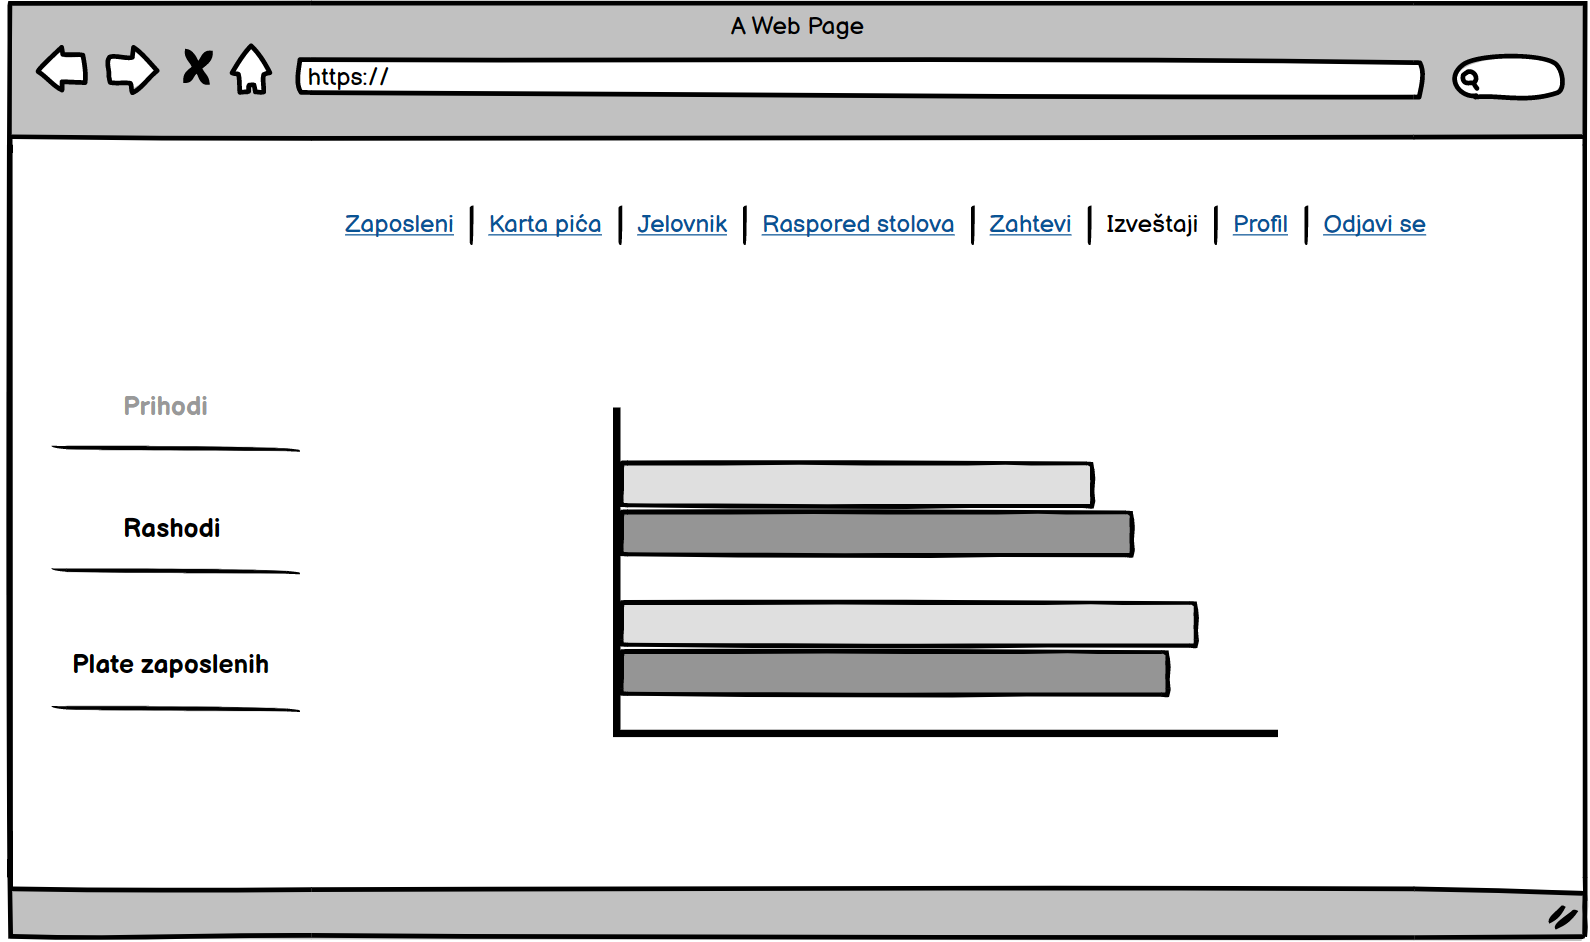 A Web Page
https://
Zaposleni | Karta pića | Jelovnik | Raspored stolova | Zahtevi | Izveštaji | Profil | Odjavi se
Prihodi
Rashodi
Plate zaposlenih